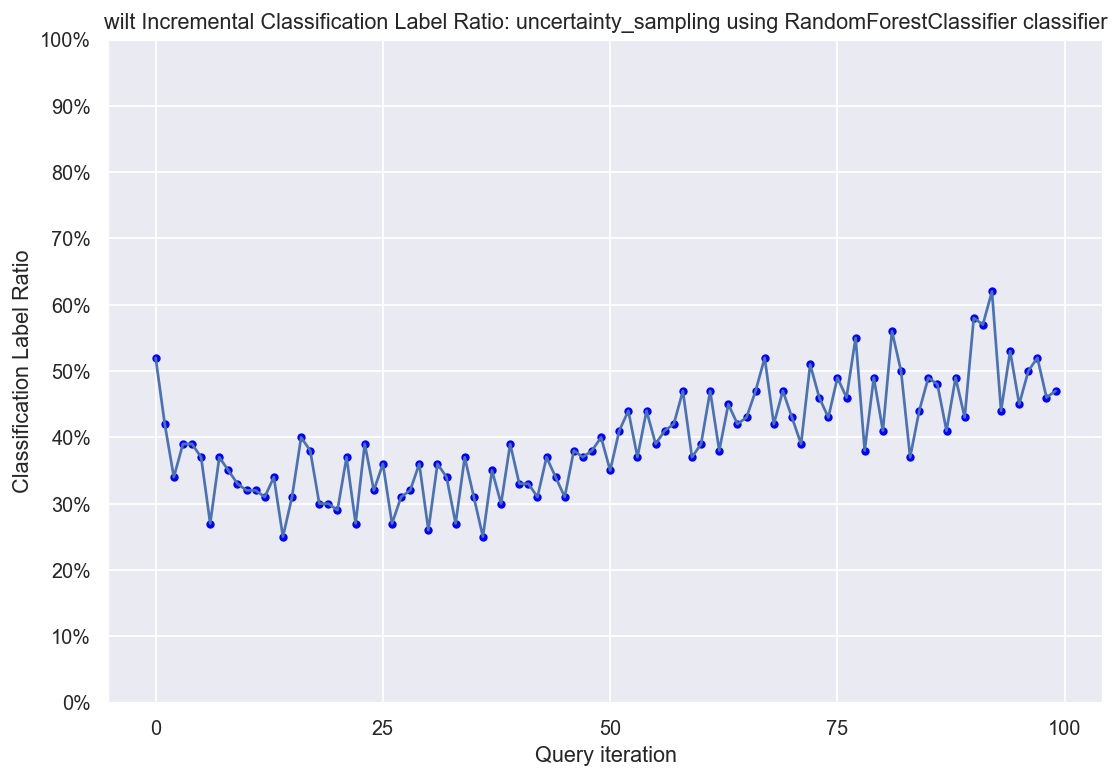 wilt Incremental Classification Label Ratio: uncertainty_sampling using RandomForestClassifier classifier
100%
90%
80%
70%
60%
50%
40%
30%
20%
10%
0%
Classification Label Ratio
0 25 50 75 100
Query iteration